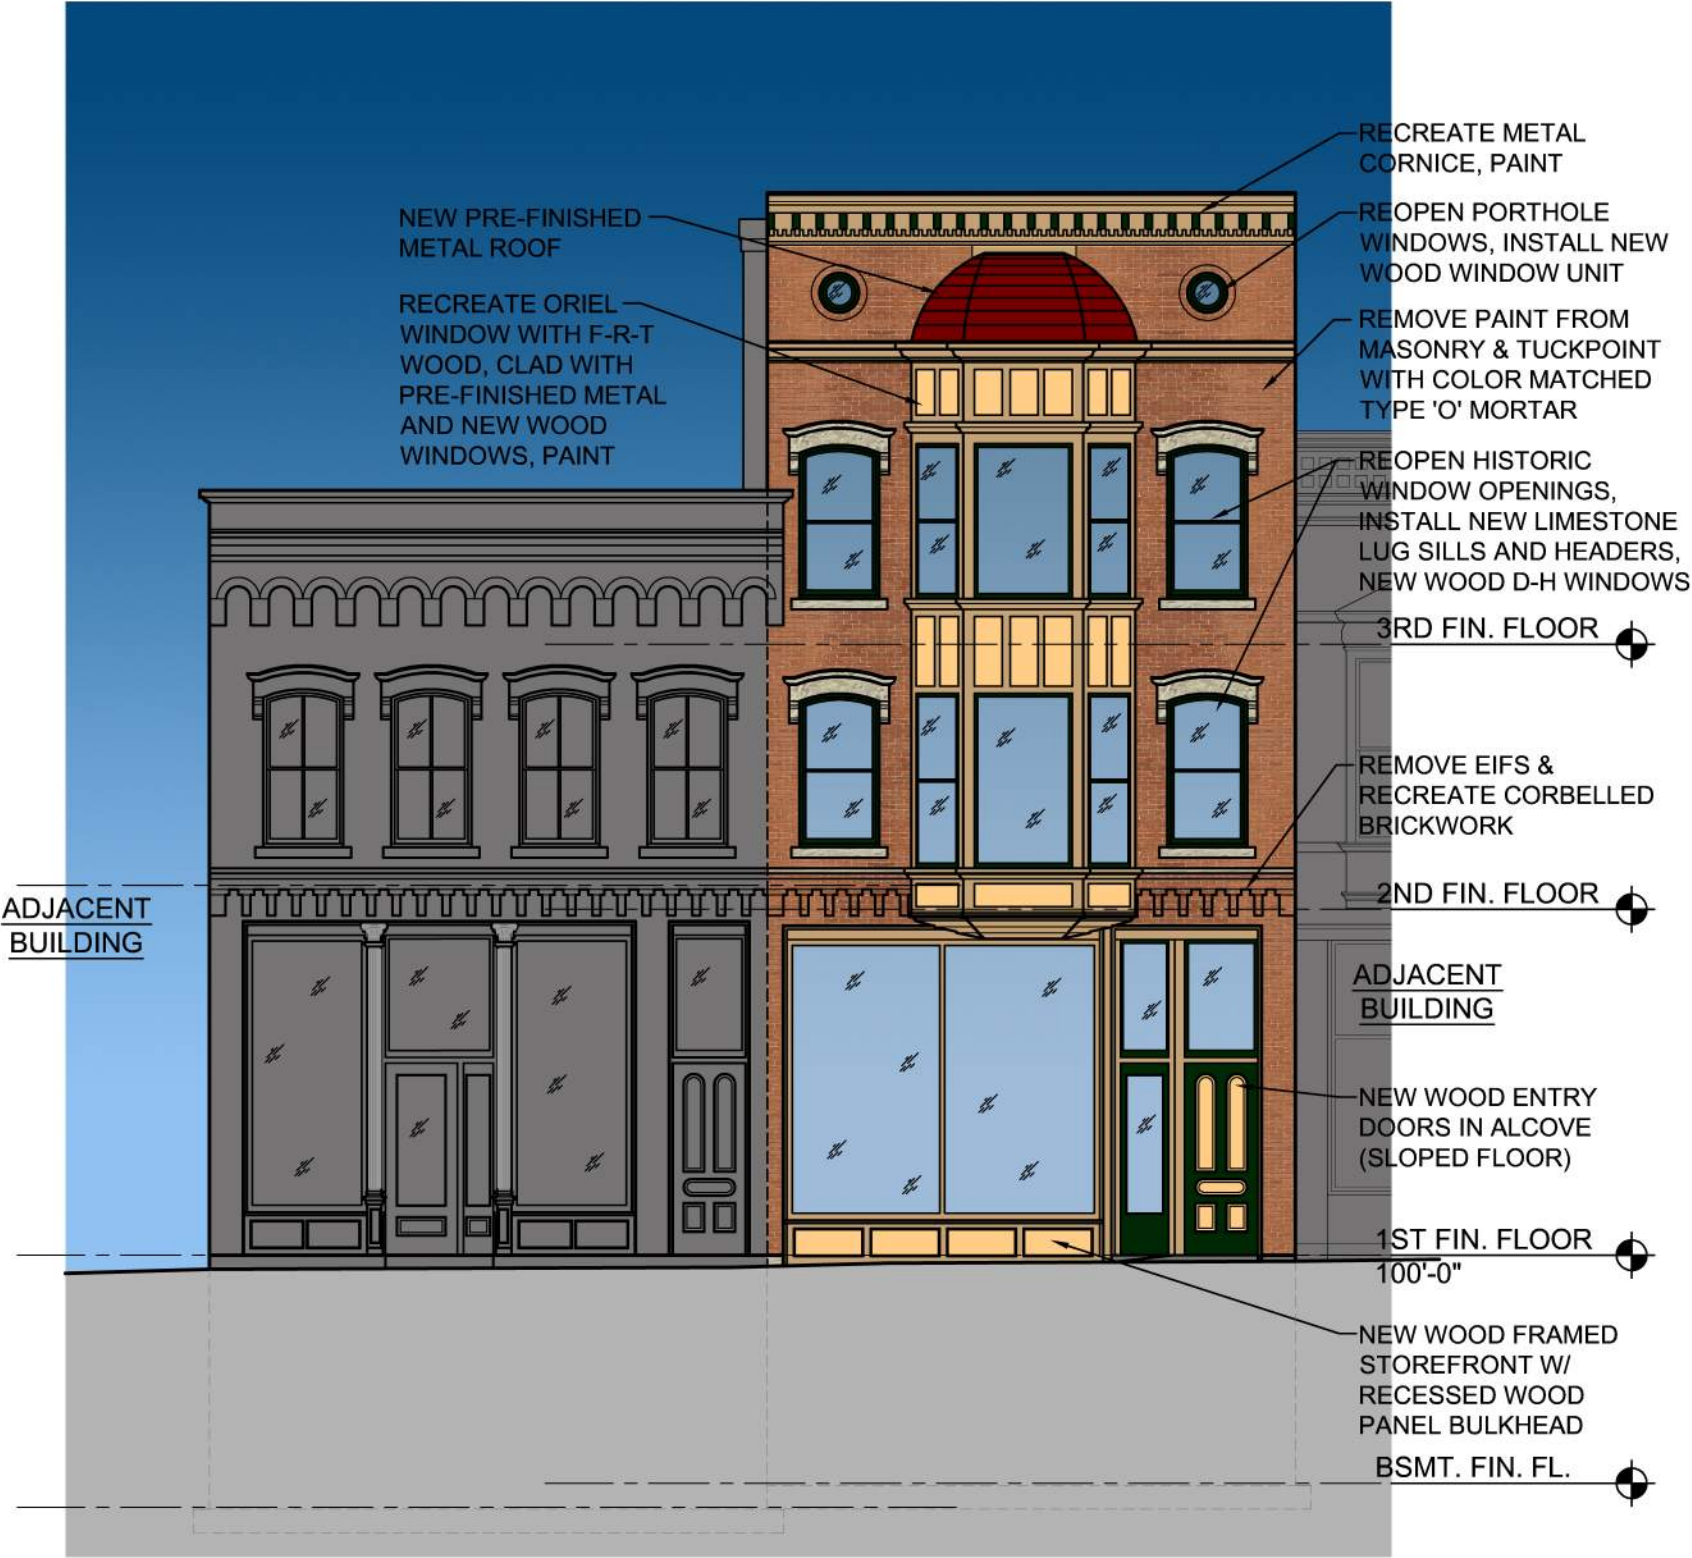 NEW PRE-FINISHED
METAL ROOF
RECREATE ORIEL
WINDOW WITH F-R-T
WOOD, CLAD WITH
PRE-FINISHED METAL
AND NEW WOOD
WINDOWS, PAINT
ADJACENT
BUILDING
RECREATE METAL
CORNICE, PAINT
REOPEN PORTHOLE
WINDOWS, INSTALL NEW
WOOD WINDOW UNIT
REMOVE PAINT FROM
MASONRY & TUCKPOINT
WITH COLOR MATCHED
TYPE 'O' MORTAR
REOPEN HISTORIC
WINDOW OPENINGS,
INSTALL NEW LIMESTONE
LUG SILLS AND HEADERS,
NEW WOOD D-H WINDOWS
3RD FIN. FLOOR
REMOVE EIFS &
RECREATE CORBELLED
BRICKWORK
2ND FIN. FLOOR
ADJACENT
BUILDING
NEW WOOD ENTRY
DOORS IN ALCOVE
(SLOPED FLOOR)
1ST FIN. FLOOR
100'-0"
NEW WOOD FRAMED
STOREFRONT W/
RECESSED WOOD
PANEL BULKHEAD
BSMT. FIN. FL.